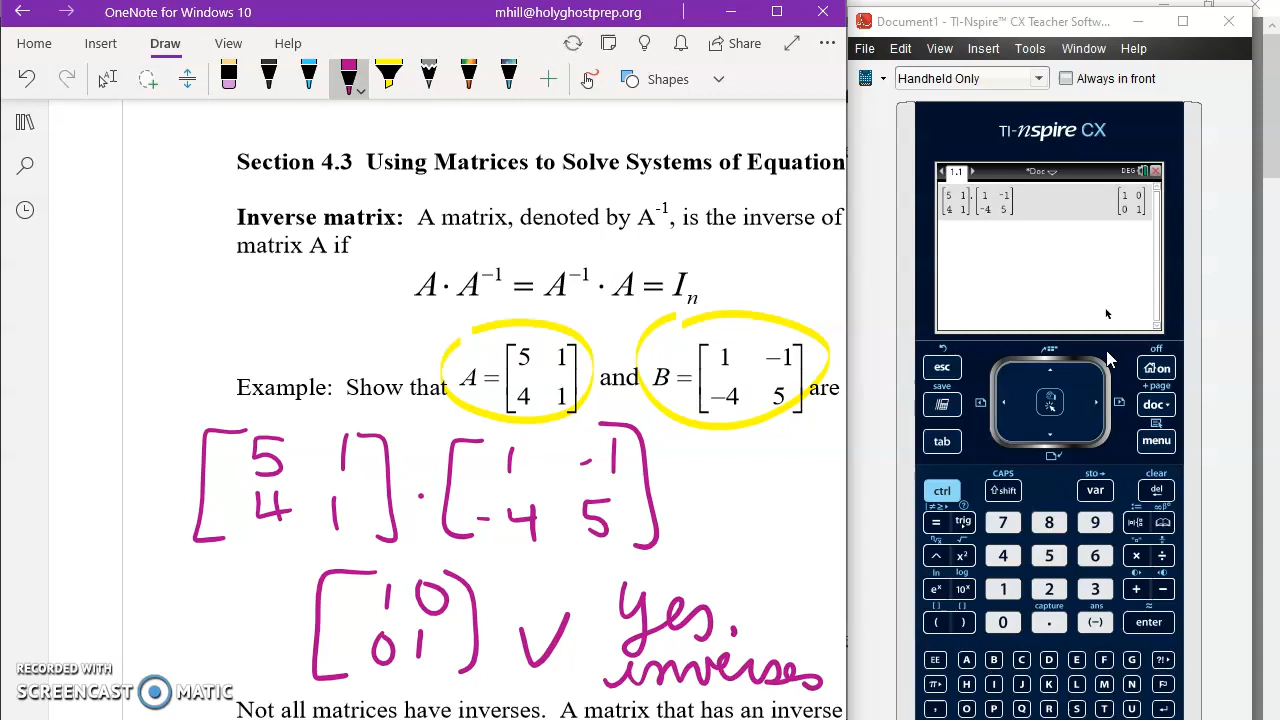 OneNote for Windows 10
mhill@holyghostprep.org
Home Insert Draw View Help
Share
Shapes
Section 4.3 Using Matrices to Solve Systems of Equation
Inverse matrix: A matrix, denoted by A⁻¹, is the inverse of
matrix A if
A · A⁻¹ = A⁻¹ · A = Iₙ
Example: Show that A = [5 1; 4 1] and B = [1 −1; −4 5] are
[5 1; 4 1] · [1 -1; -4 5]
[1 0; 0 1] ✓ yes.
inverses
Not all matrices have inverses. A matrix that has an inverse
RECORDED WITH
SCREENCAST O MATIC
Document1 - TI-Nspire™ CX Teacher Softw...
File Edit View Insert Tools Window Help
Handheld Only
Always in front
TI-nspire CX
1.1 *Doc DEG
[5 1; 4 1]·[1 -1; -4 5] [1 0; 0 1]
off
esc on
save +page
doc
tab menu
CAPS sto→ clear
ctrl shift var del
= trig 7 8 9
^ x² 4 5 6 × ÷
ln log
eˣ 10ˣ 1 2 3 + −
[ ] [ ] capture ans ≈
( ) 0 . (−) enter
EE A B C D E F G ?!
π H I J K L M N
, O P Q R S T U